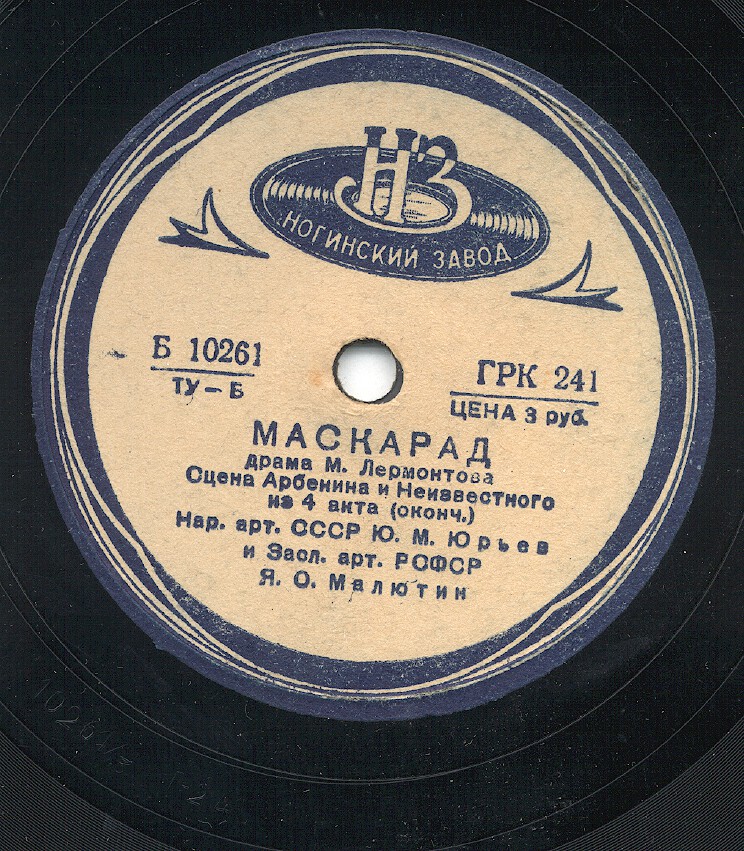 НЗ
НОГИНСКИЙ ЗАВОД
Б 10261
ТУ – Б
ГРК 241
ЦЕНА 3 руб.
МАСКАРАД
драма М. Лермонтова
Сцена Арбенина и Неизвестного
из 4 акта (оконч.)
Нар. арт. СССР Ю. М. Юрьев
и Засл. арт. РСФСР
Я. О. Малютин